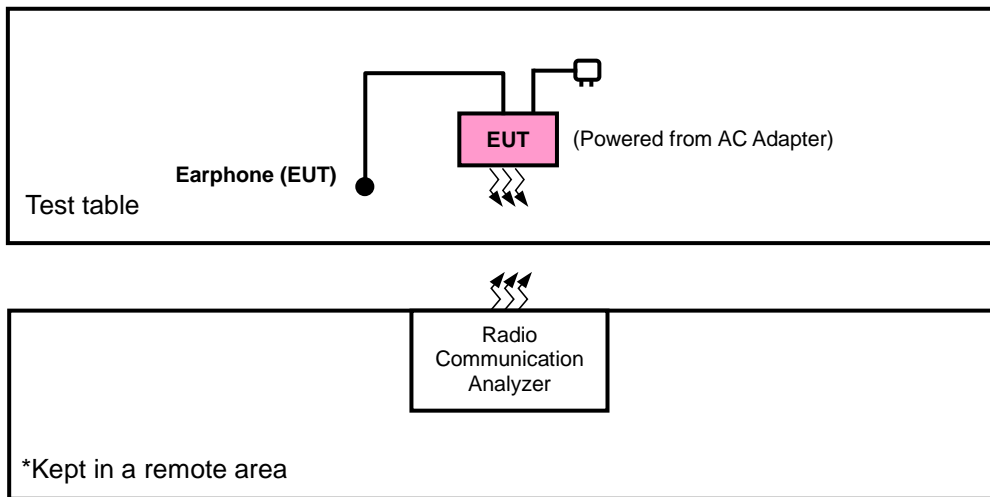 EUT
(Powered from AC Adapter)
Earphone (EUT)
Test table
Radio
Communication
Analyzer
*Kept in a remote area